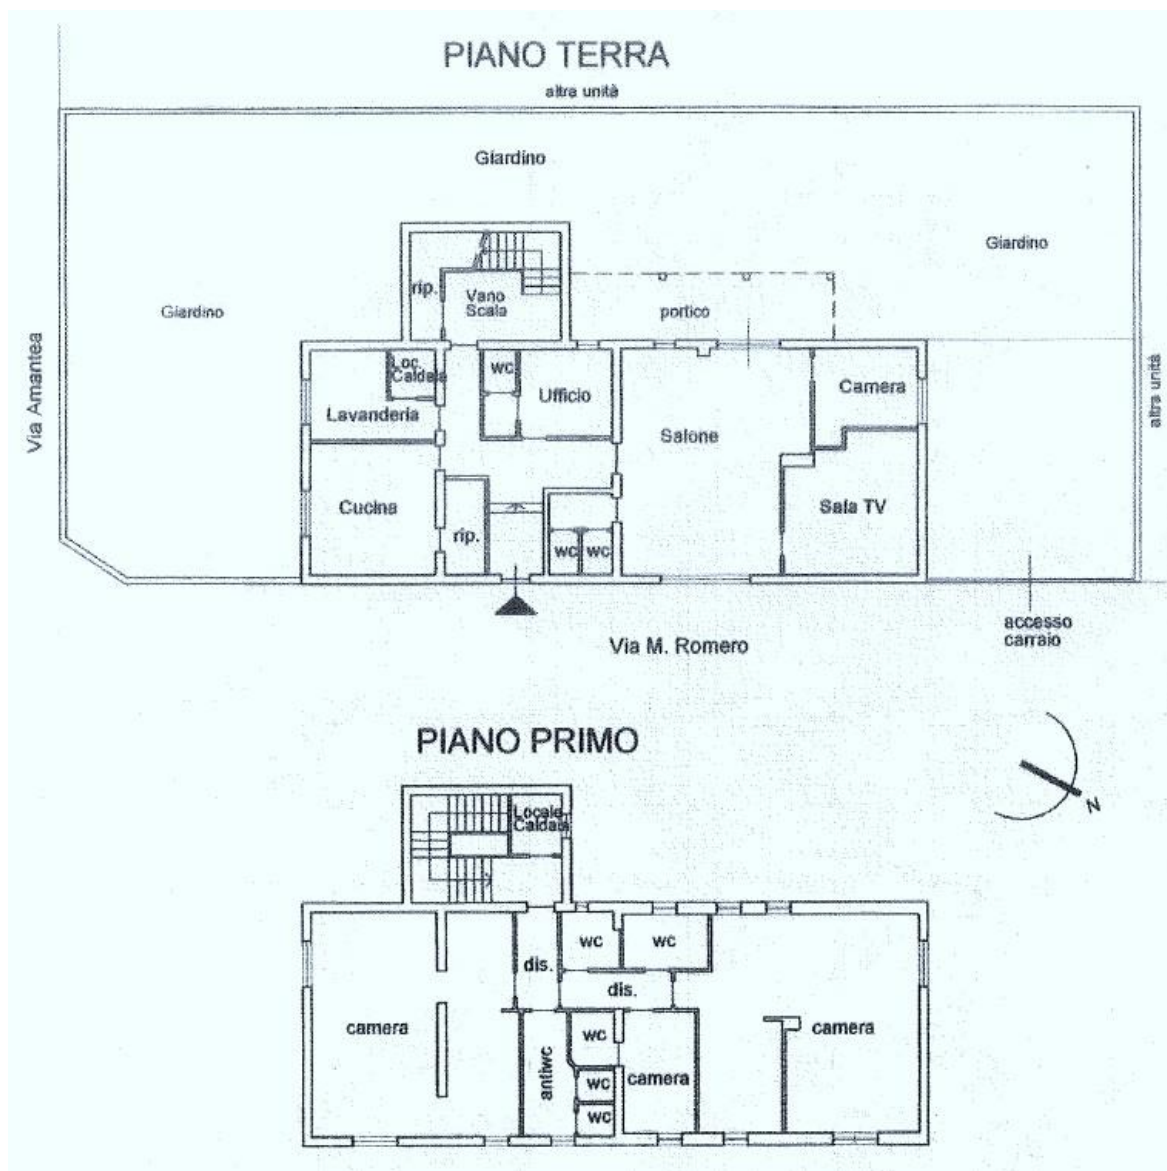 PIANO TERRA
altra unità
Giardino
Giardino
rip.
Vano
Scala
Giardino
portico
Via Amantea
altra unità
Loc.
Caldaia
wc
Ufficio
Camera
Lavanderia
Salone
Cucina
rip.
wc
wc
Sala TV
Via M. Romero
accesso
carraio
PIANO PRIMO
N
Locale
Caldaia
wc
wc
dis.
dis.
camera
wc
camera
antiwc
wc
camera
wc